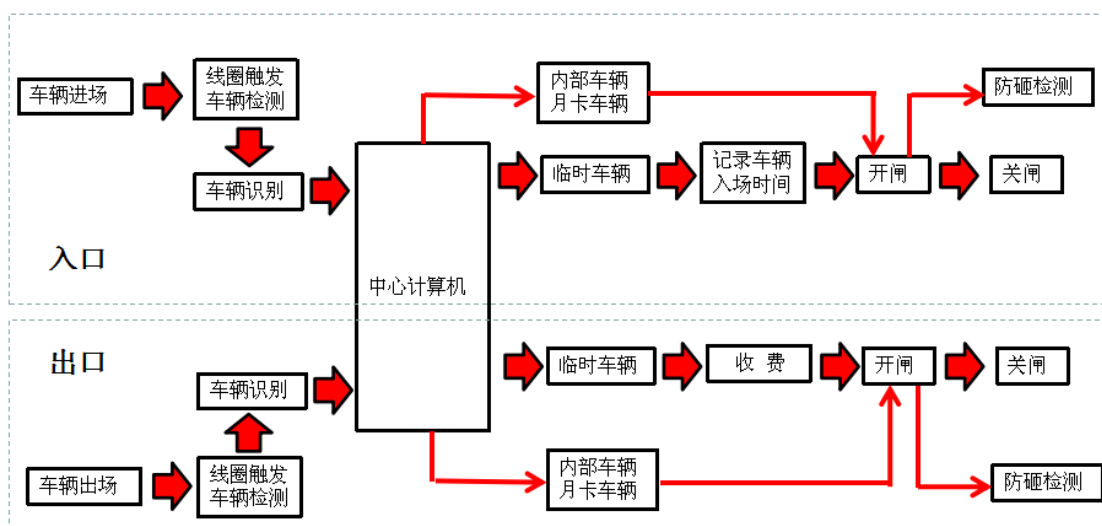 车辆进场
线圈触发
车辆检测
车辆识别
内部车辆
月卡车辆
防砸检测
临时车辆
记录车辆
入场时间
开闸
关闸
入口
中心计算机
出口
临时车辆
收 费
开闸
关闸
车辆识别
车辆出场
线圈触发
车辆检测
内部车辆
月卡车辆
防砸检测